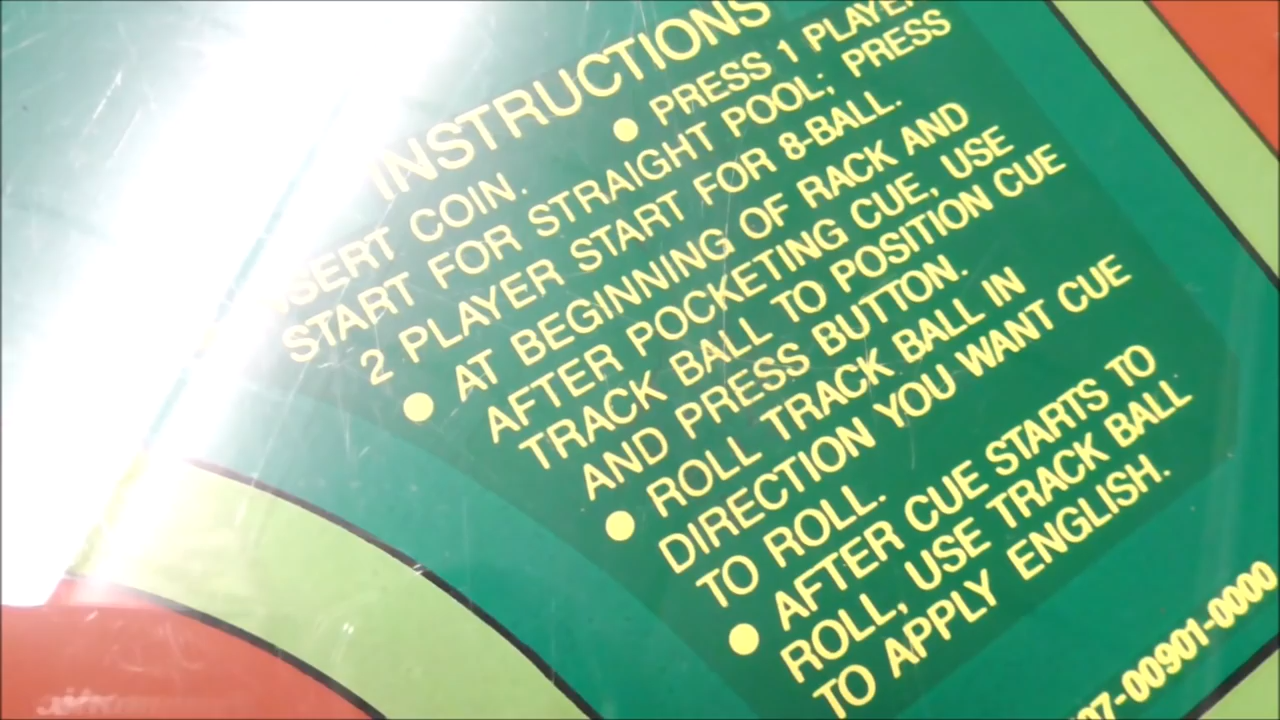 INSTRUCTIONS
INSERT COIN. ● PRESS 1 PLAYER
START FOR STRAIGHT POOL; PRESS
2 PLAYER START FOR 8-BALL.
● AT BEGINNING OF RACK AND
AFTER POCKETING CUE, USE
TRACK BALL TO POSITION CUE
AND PRESS BUTTON.
● ROLL TRACK BALL IN
DIRECTION YOU WANT CUE
TO ROLL.
● AFTER CUE STARTS TO
ROLL, USE TRACK BALL
TO APPLY ENGLISH.
07-00901-0000